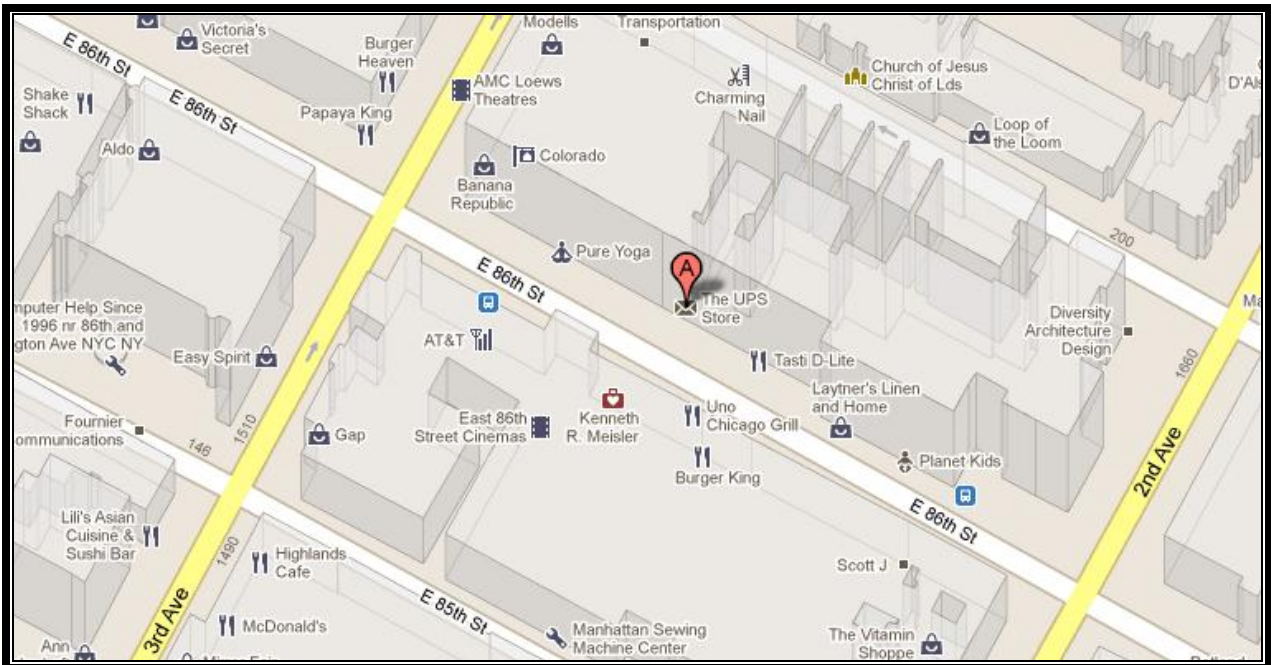 Victoria's
Secret
Modells
Transportation
E 86th St
Burger
Heaven
AMC Loews
Theatres
Church of Jesus
Christ of Lds
Shake
Shack
E 86th St
Papaya King
Charming
Nail
Loop of
the Loom
Aldo
Colorado
Banana
Republic
200
Pure Yoga
E 86th St
A
The UPS
Store
Help Since
1996 nr 86th and
Ave NYC NY
Diversity
Architecture
Design
AT&T
Easy Spirit
Tasti D-Lite
1660
Laytner's Linen
and Home
East 86th
Street Cinemas
Kenneth
R. Meisler
Uno
Chicago Grill
Fournier
146
1510
Gap
Planet Kids
2nd Ave
Burger King
E 86th St
Lili's Asian
Cuisine &
Sushi Bar
1490
Highlands
Cafe
Scott J
E 85th St
3rd Ave
McDonald's
Manhattan Sewing
Machine Center
The Vitamin
Shoppe
Ann